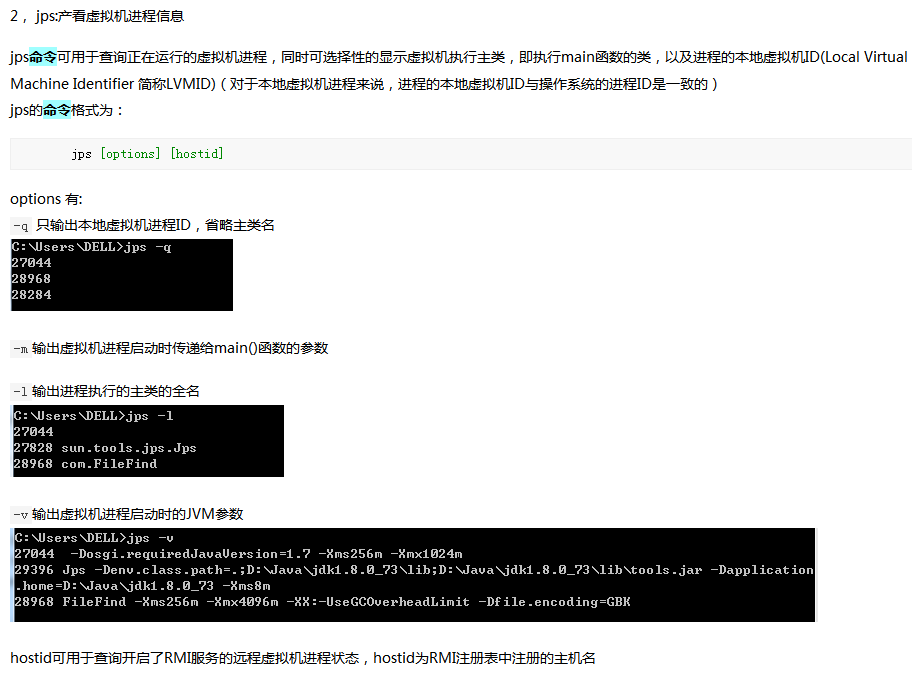 2， jps:产看虚拟机进程信息
jps命令可用于查询正在运行的虚拟机进程，同时可选择性的显示虚拟机执行主类，即执行main函数的类，以及进程的本地虚拟机ID(Local Virtual
Machine Identifier 简称LVMID)（对于本地虚拟机进程来说，进程的本地虚拟机ID与操作系统的进程ID是一致的）
jps的命令格式为：
jps [options] [hostid]
options 有:
-q 只输出本地虚拟机进程ID，省略主类名
C:\Users\DELL>jps -q
27044
28968
28284
-m 输出虚拟机进程启动时传递给main()函数的参数
-l 输出进程执行的主类的全名
C:\Users\DELL>jps -l
27044
27828 sun.tools.jps.Jps
28968 com.FileFind
-v 输出虚拟机进程启动时的JVM参数
C:\Users\DELL>jps -v
27044  -Dosgi.requiredJavaVersion=1.7 -Xms256m -Xmx1024m
29396 Jps -Denv.class.path=.;D:\Java\jdk1.8.0_73\lib;D:\Java\jdk1.8.0_73\lib\tools.jar -Dapplication
.home=D:\Java\jdk1.8.0_73 -Xms8m
28968 FileFind -Xms256m -Xmx4096m -XX:-UseGCOverheadLimit -Dfile.encoding=GBK
hostid可用于查询开启了RMI服务的远程虚拟机进程状态，hostid为RMI注册表中注册的主机名